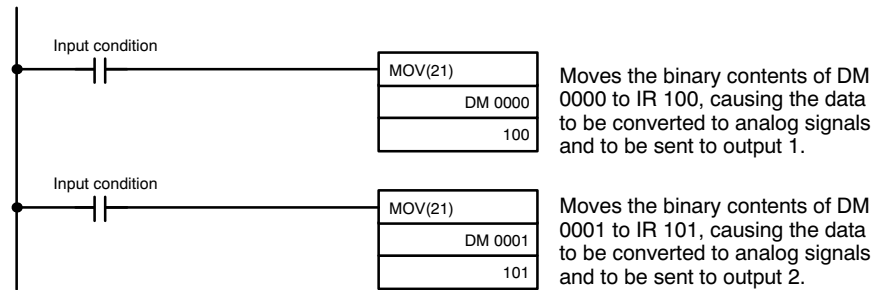 Input condition
MOV(21)
DM 0000
100
Moves the binary contents of DM
0000 to IR 100, causing the data
to be converted to analog signals
and to be sent to output 1.
Input condition
MOV(21)
DM 0001
101
Moves the binary contents of DM
0001 to IR 101, causing the data
to be converted to analog signals
and to be sent to output 2.